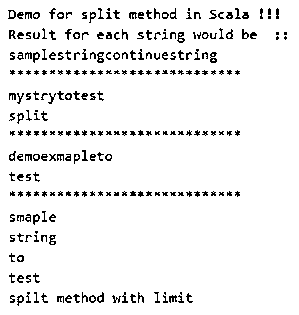 Demo for split method in Scala !!!
Result for each string would be  ::
samplestringcontinuestring
*****************************
mystrytotest
split
*****************************
demoexmapleto
test
*****************************
smaple
string
to
test
spilt method with limit